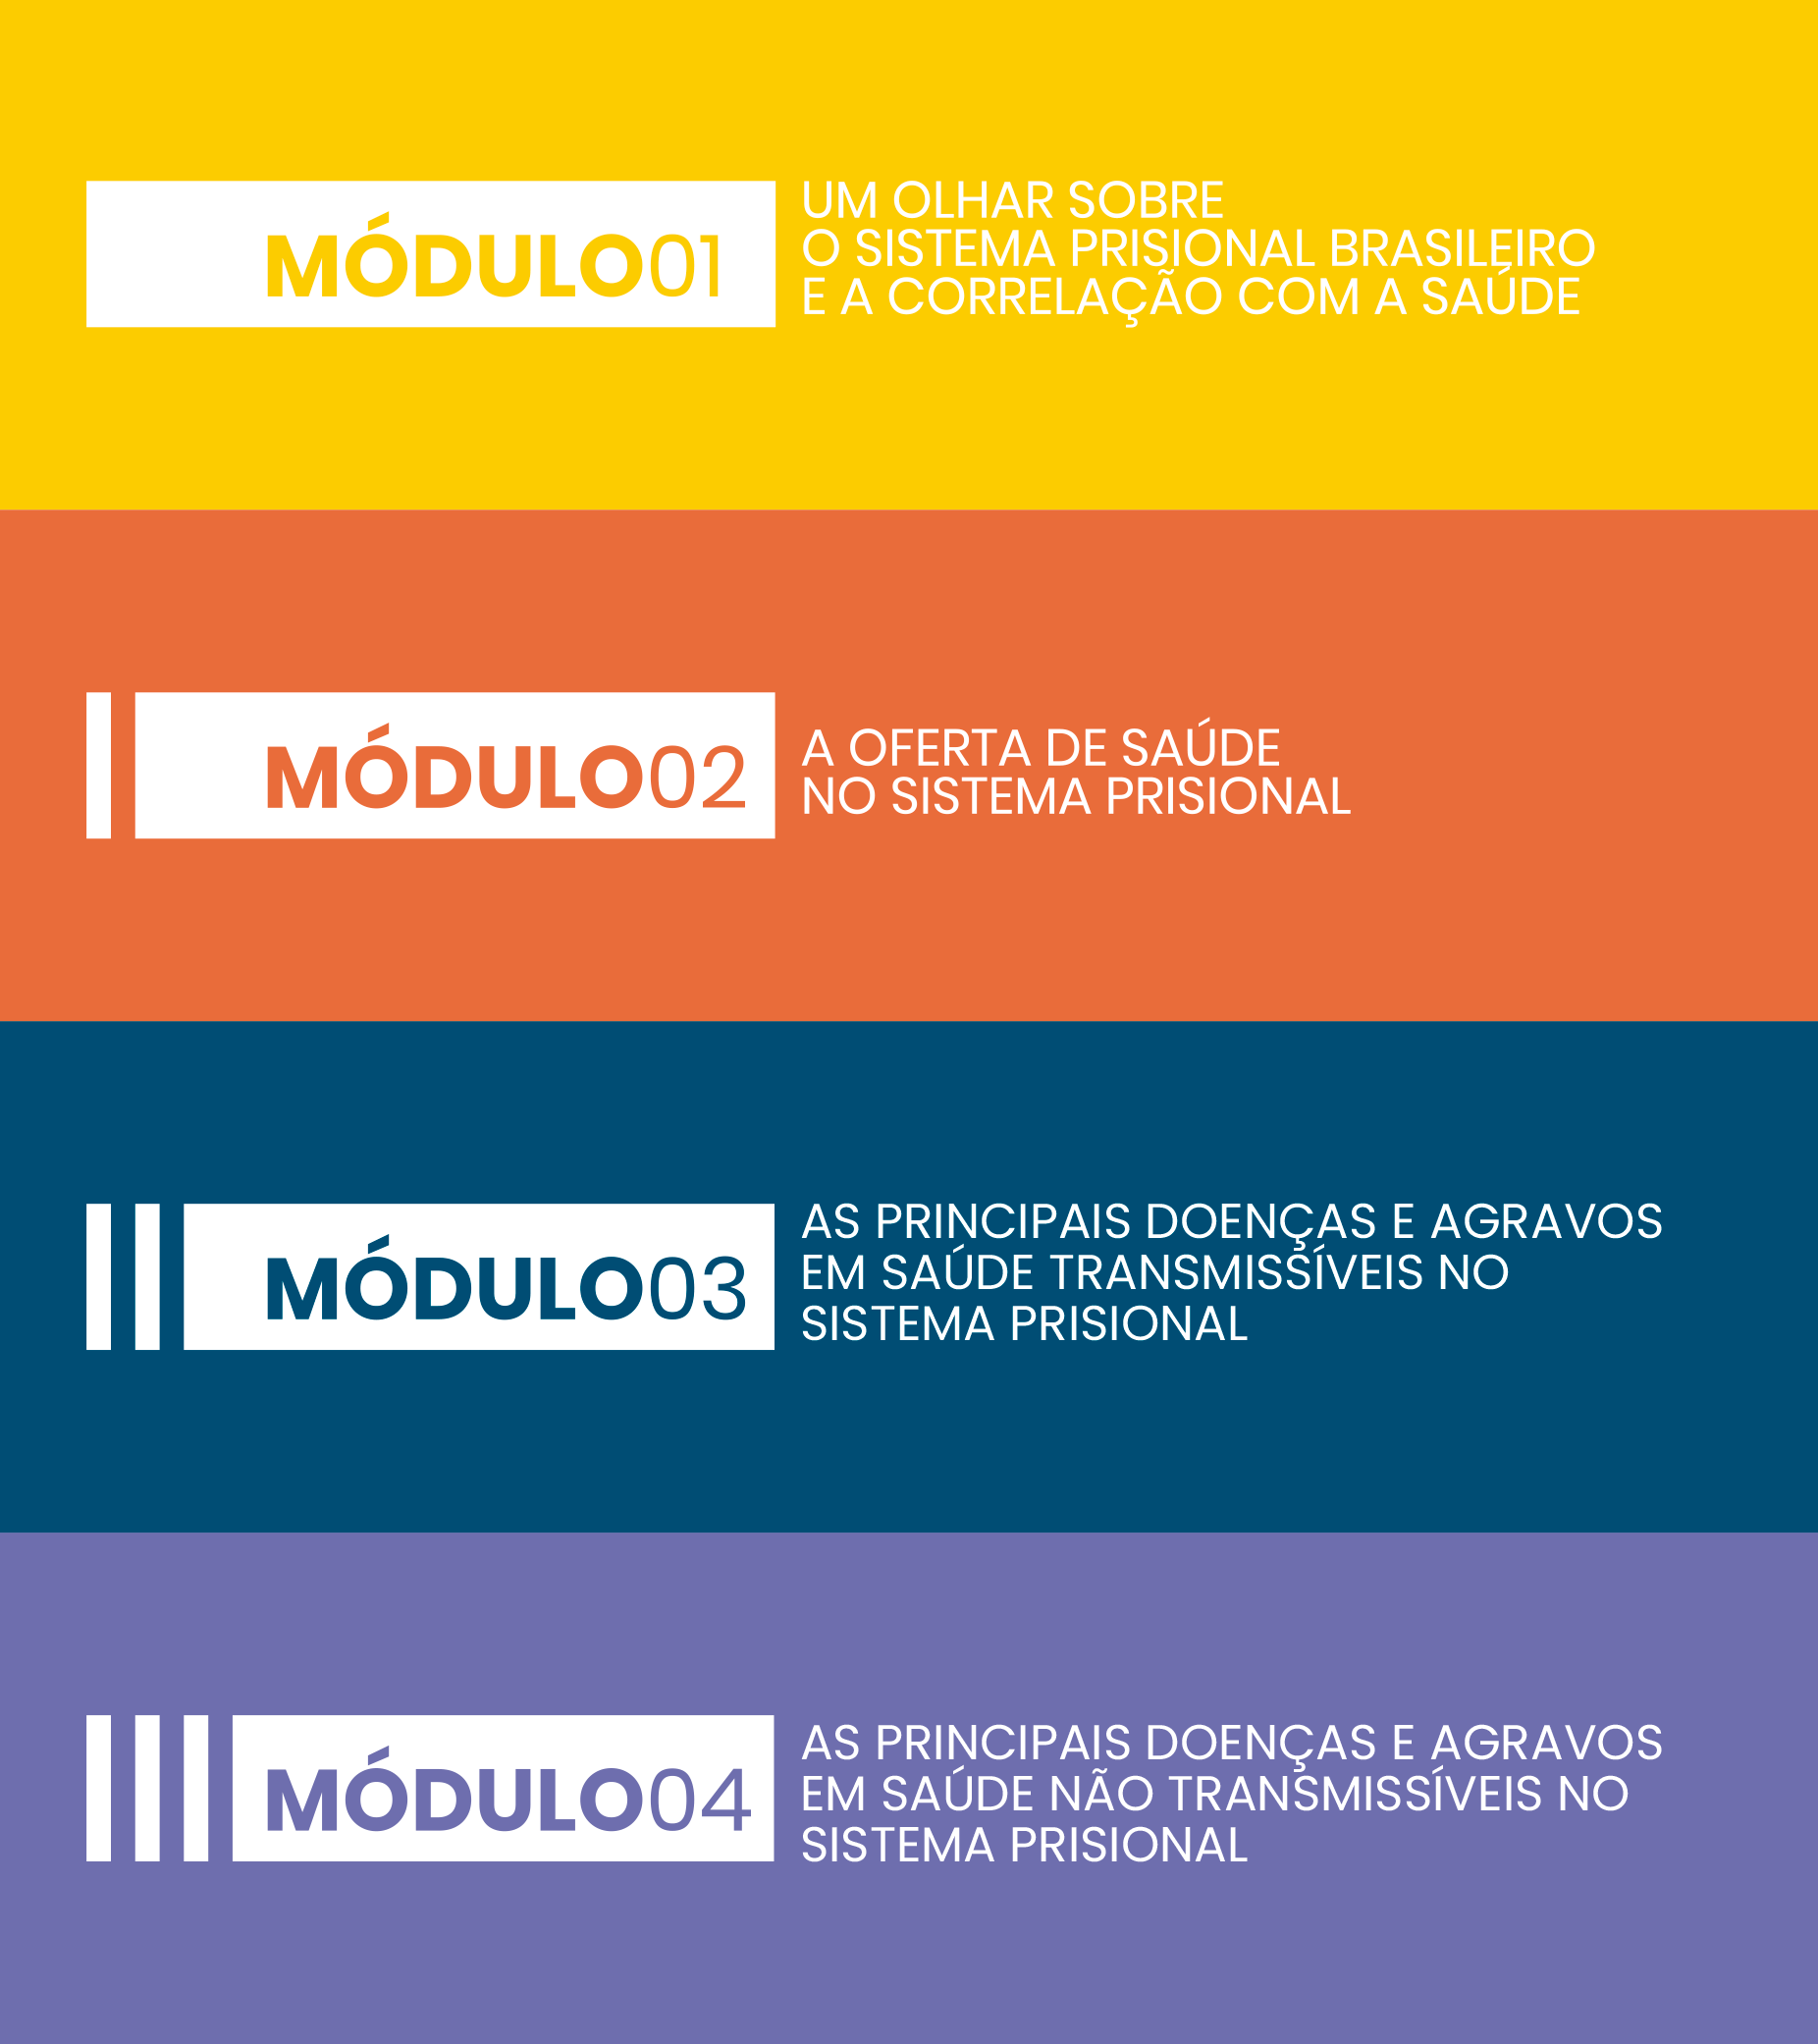 MÓDULO01
UM OLHAR SOBRE
O SISTEMA PRISIONAL BRASILEIRO
E A CORRELAÇÃO COM A SAÚDE
MÓDULO02
A OFERTA DE SAÚDE
NO SISTEMA PRISIONAL
MÓDULO03
AS PRINCIPAIS DOENÇAS E AGRAVOS
EM SAÚDE TRANSMISSÍVEIS NO
SISTEMA PRISIONAL
MÓDULO04
AS PRINCIPAIS DOENÇAS E AGRAVOS
EM SAÚDE NÃO TRANSMISSÍVEIS NO
SISTEMA PRISIONAL